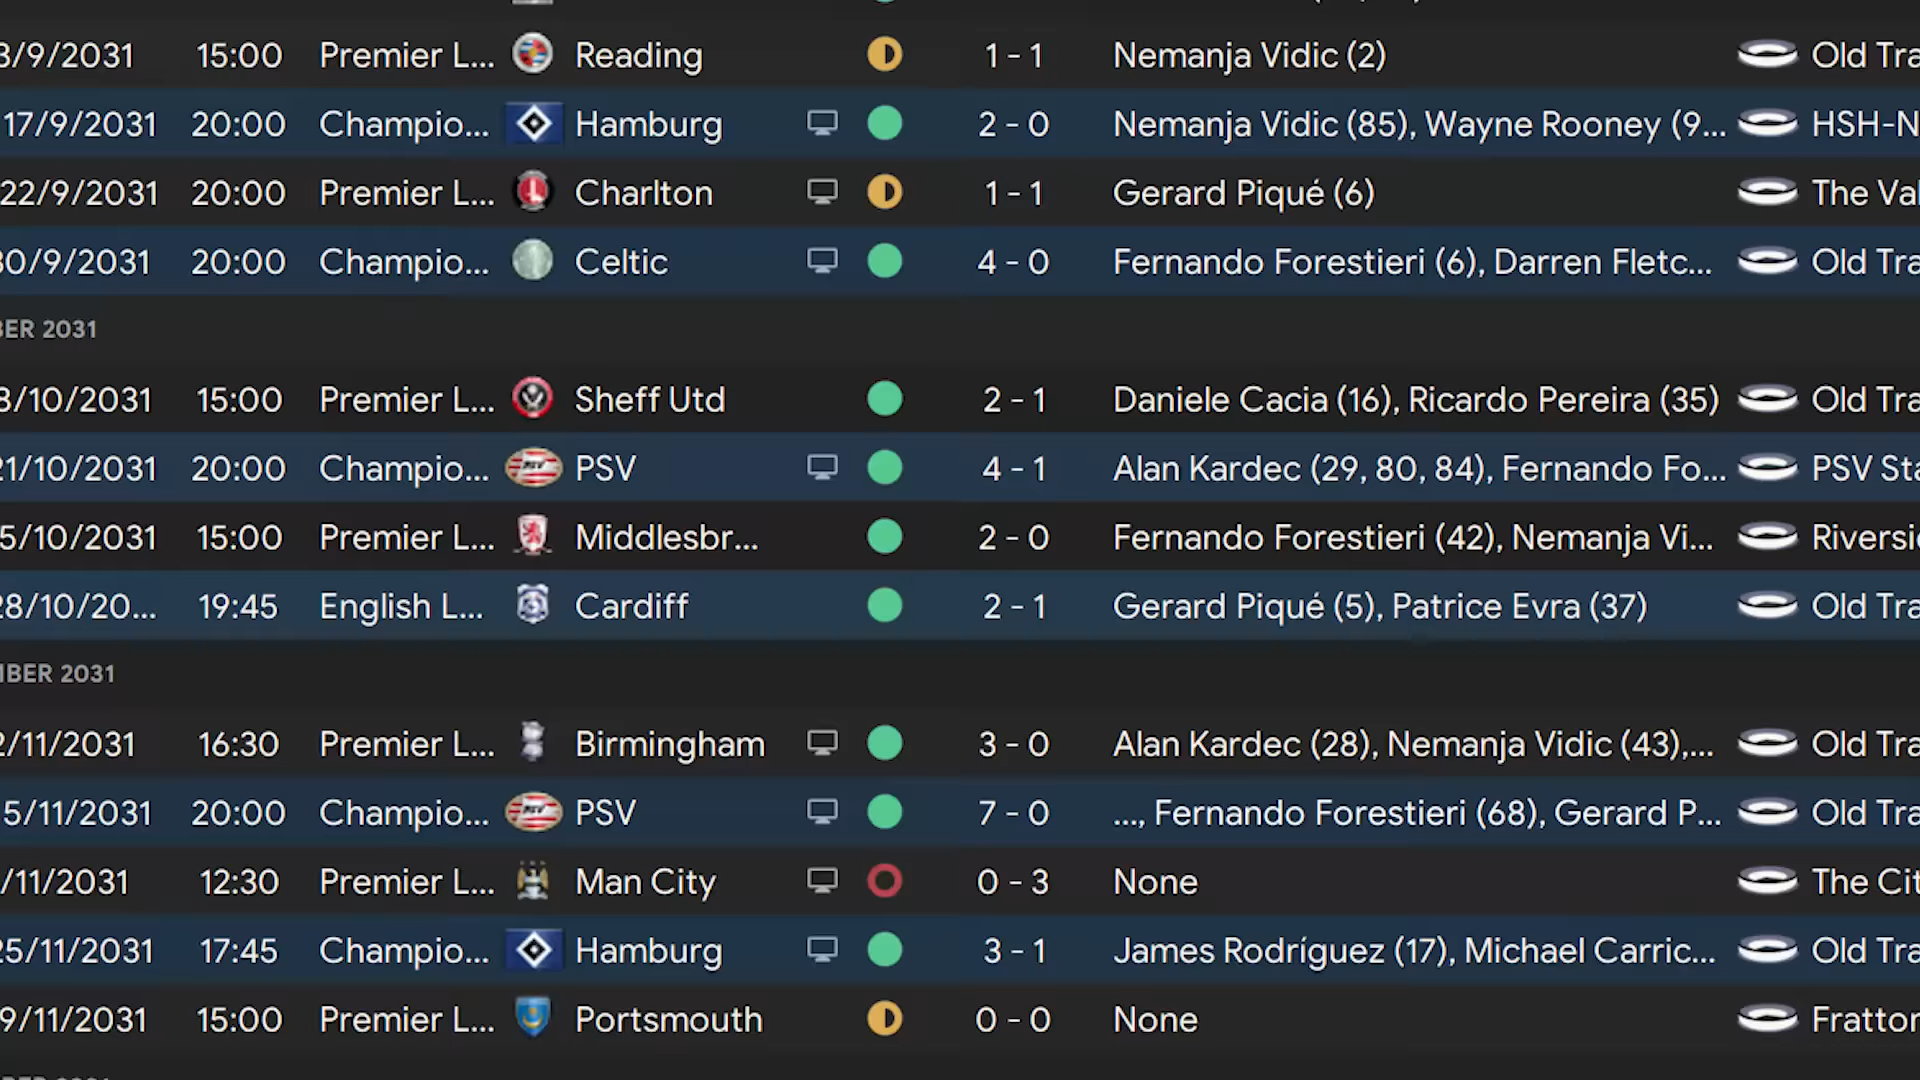 3/9/2031 15:00 Premier L... Reading 1 - 1 Nemanja Vidic (2) Old Tra
17/9/2031 20:00 Champio... Hamburg 2 - 0 Nemanja Vidic (85), Wayne Rooney (9... HSH-N
22/9/2031 20:00 Premier L... Charlton 1 - 1 Gerard Piqué (6) The Val
30/9/2031 20:00 Champio... Celtic 4 - 0 Fernando Forestieri (6), Darren Fletc... Old Tra
BER 2031
8/10/2031 15:00 Premier L... Sheff Utd 2 - 1 Daniele Cacia (16), Ricardo Pereira (35) Old Tra
21/10/2031 20:00 Champio... PSV 4 - 1 Alan Kardec (29, 80, 84), Fernando Fo... PSV Sta
5/10/2031 15:00 Premier L... Middlesbr... 2 - 0 Fernando Forestieri (42), Nemanja Vi... Riversi
28/10/20... 19:45 English L... Cardiff 2 - 1 Gerard Piqué (5), Patrice Evra (37) Old Tra
MBER 2031
2/11/2031 16:30 Premier L... Birmingham 3 - 0 Alan Kardec (28), Nemanja Vidic (43),... Old Tra
5/11/2031 20:00 Champio... PSV 7 - 0 ..., Fernando Forestieri (68), Gerard P... Old Tra
/11/2031 12:30 Premier L... Man City 0 - 3 None The Cit
25/11/2031 17:45 Champio... Hamburg 3 - 1 James Rodríguez (17), Michael Carric... Old Tra
9/11/2031 15:00 Premier L... Portsmouth 0 - 0 None Fratton